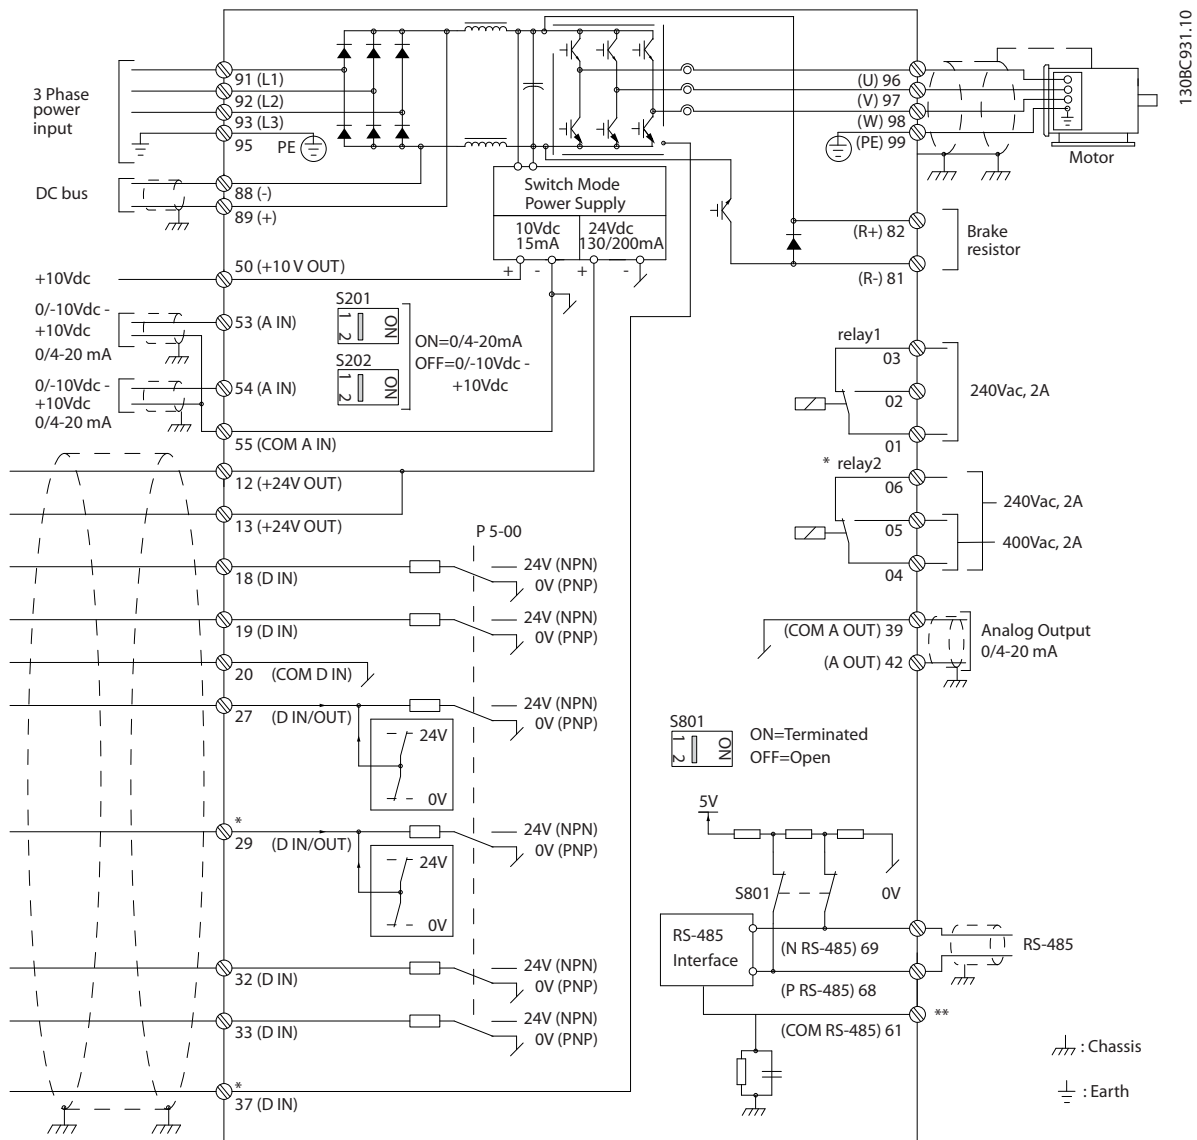 130BC931.10
3 Phase
power
input
91 (L1)
92 (L2)
93 (L3)
95
PE
DC bus
88 (-)
89 (+)
Switch Mode
Power Supply
10Vdc
15mA
24Vdc
130/200mA
+ - + -
(U) 96
(V) 97
(W) 98
(PE) 99
Motor
(R+) 82
Brake
resistor
(R-) 81
+10Vdc
50 (+10 V OUT)
0/-10Vdc -
+10Vdc
0/4-20 mA
53 (A IN)
S201
1 2
ON
S202
1 2
ON
ON=0/4-20mA
OFF=0/-10Vdc -
+10Vdc
0/-10Vdc -
+10Vdc
0/4-20 mA
54 (A IN)
55 (COM A IN)
12 (+24V OUT)
13 (+24V OUT)
relay1
03
02
01
240Vac, 2A
* relay2
06
05
04
240Vac, 2A
400Vac, 2A
P 5-00
18 (D IN)
24V (NPN)
0V (PNP)
19 (D IN)
24V (NPN)
0V (PNP)
20 (COM D IN)
27 (D IN/OUT)
24V (NPN)
0V (PNP)
24V
0V
*
29 (D IN/OUT)
24V (NPN)
0V (PNP)
24V
0V
32 (D IN)
24V (NPN)
0V (PNP)
33 (D IN)
24V (NPN)
0V (PNP)
*
37 (D IN)
(COM A OUT) 39
(A OUT) 42
Analog Output
0/4-20 mA
S801
1 2
ON
ON=Terminated
OFF=Open
5V
S801
0V
RS-485
Interface
(N RS-485) 69
(P RS-485) 68
(COM RS-485) 61
RS-485
**
: Chassis
: Earth